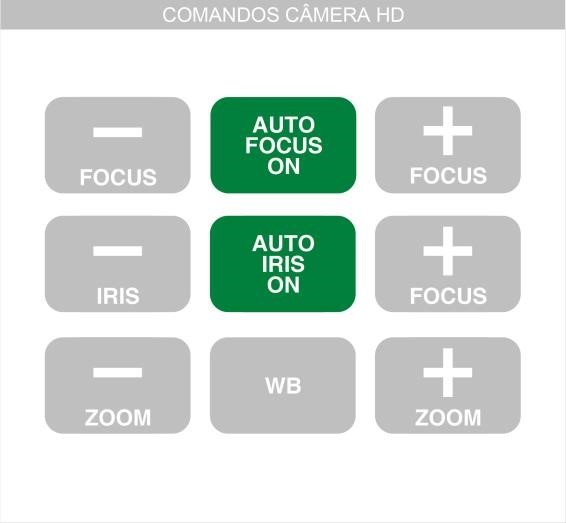 COMANDOS CÂMERA HD
FOCUS
AUTO
FOCUS
ON
FOCUS
IRIS
AUTO
IRIS
ON
FOCUS
ZOOM
WB
ZOOM